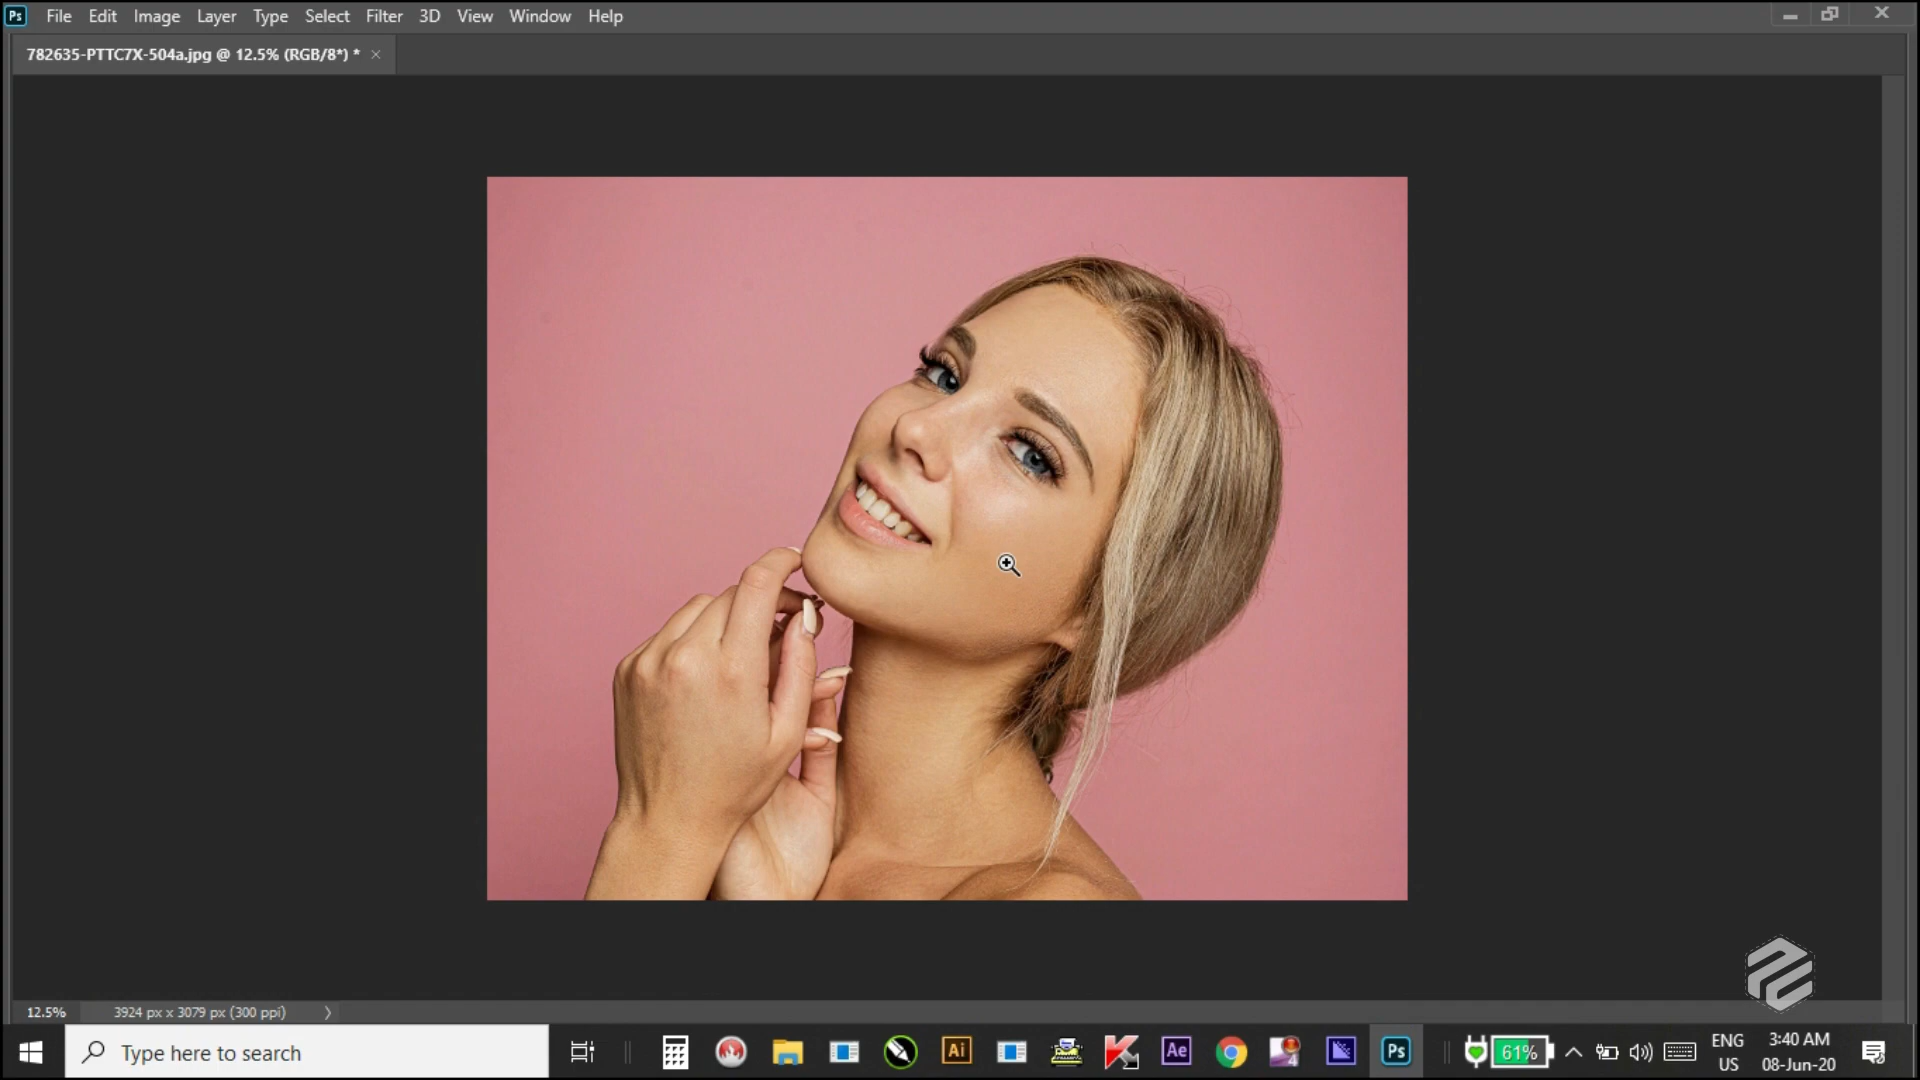 Ps File Edit Image Layer Type Select Filter 3D View Window Help
782635-PTTC7X-504a.jpg @ 12.5% (RGB/8*) * ×
12.5% 3924 px x 3079 px (300 ppi)
Type here to search
Ai
Ae
4
Ps
61%
ENG
US
3:40 AM
08-Jun-20